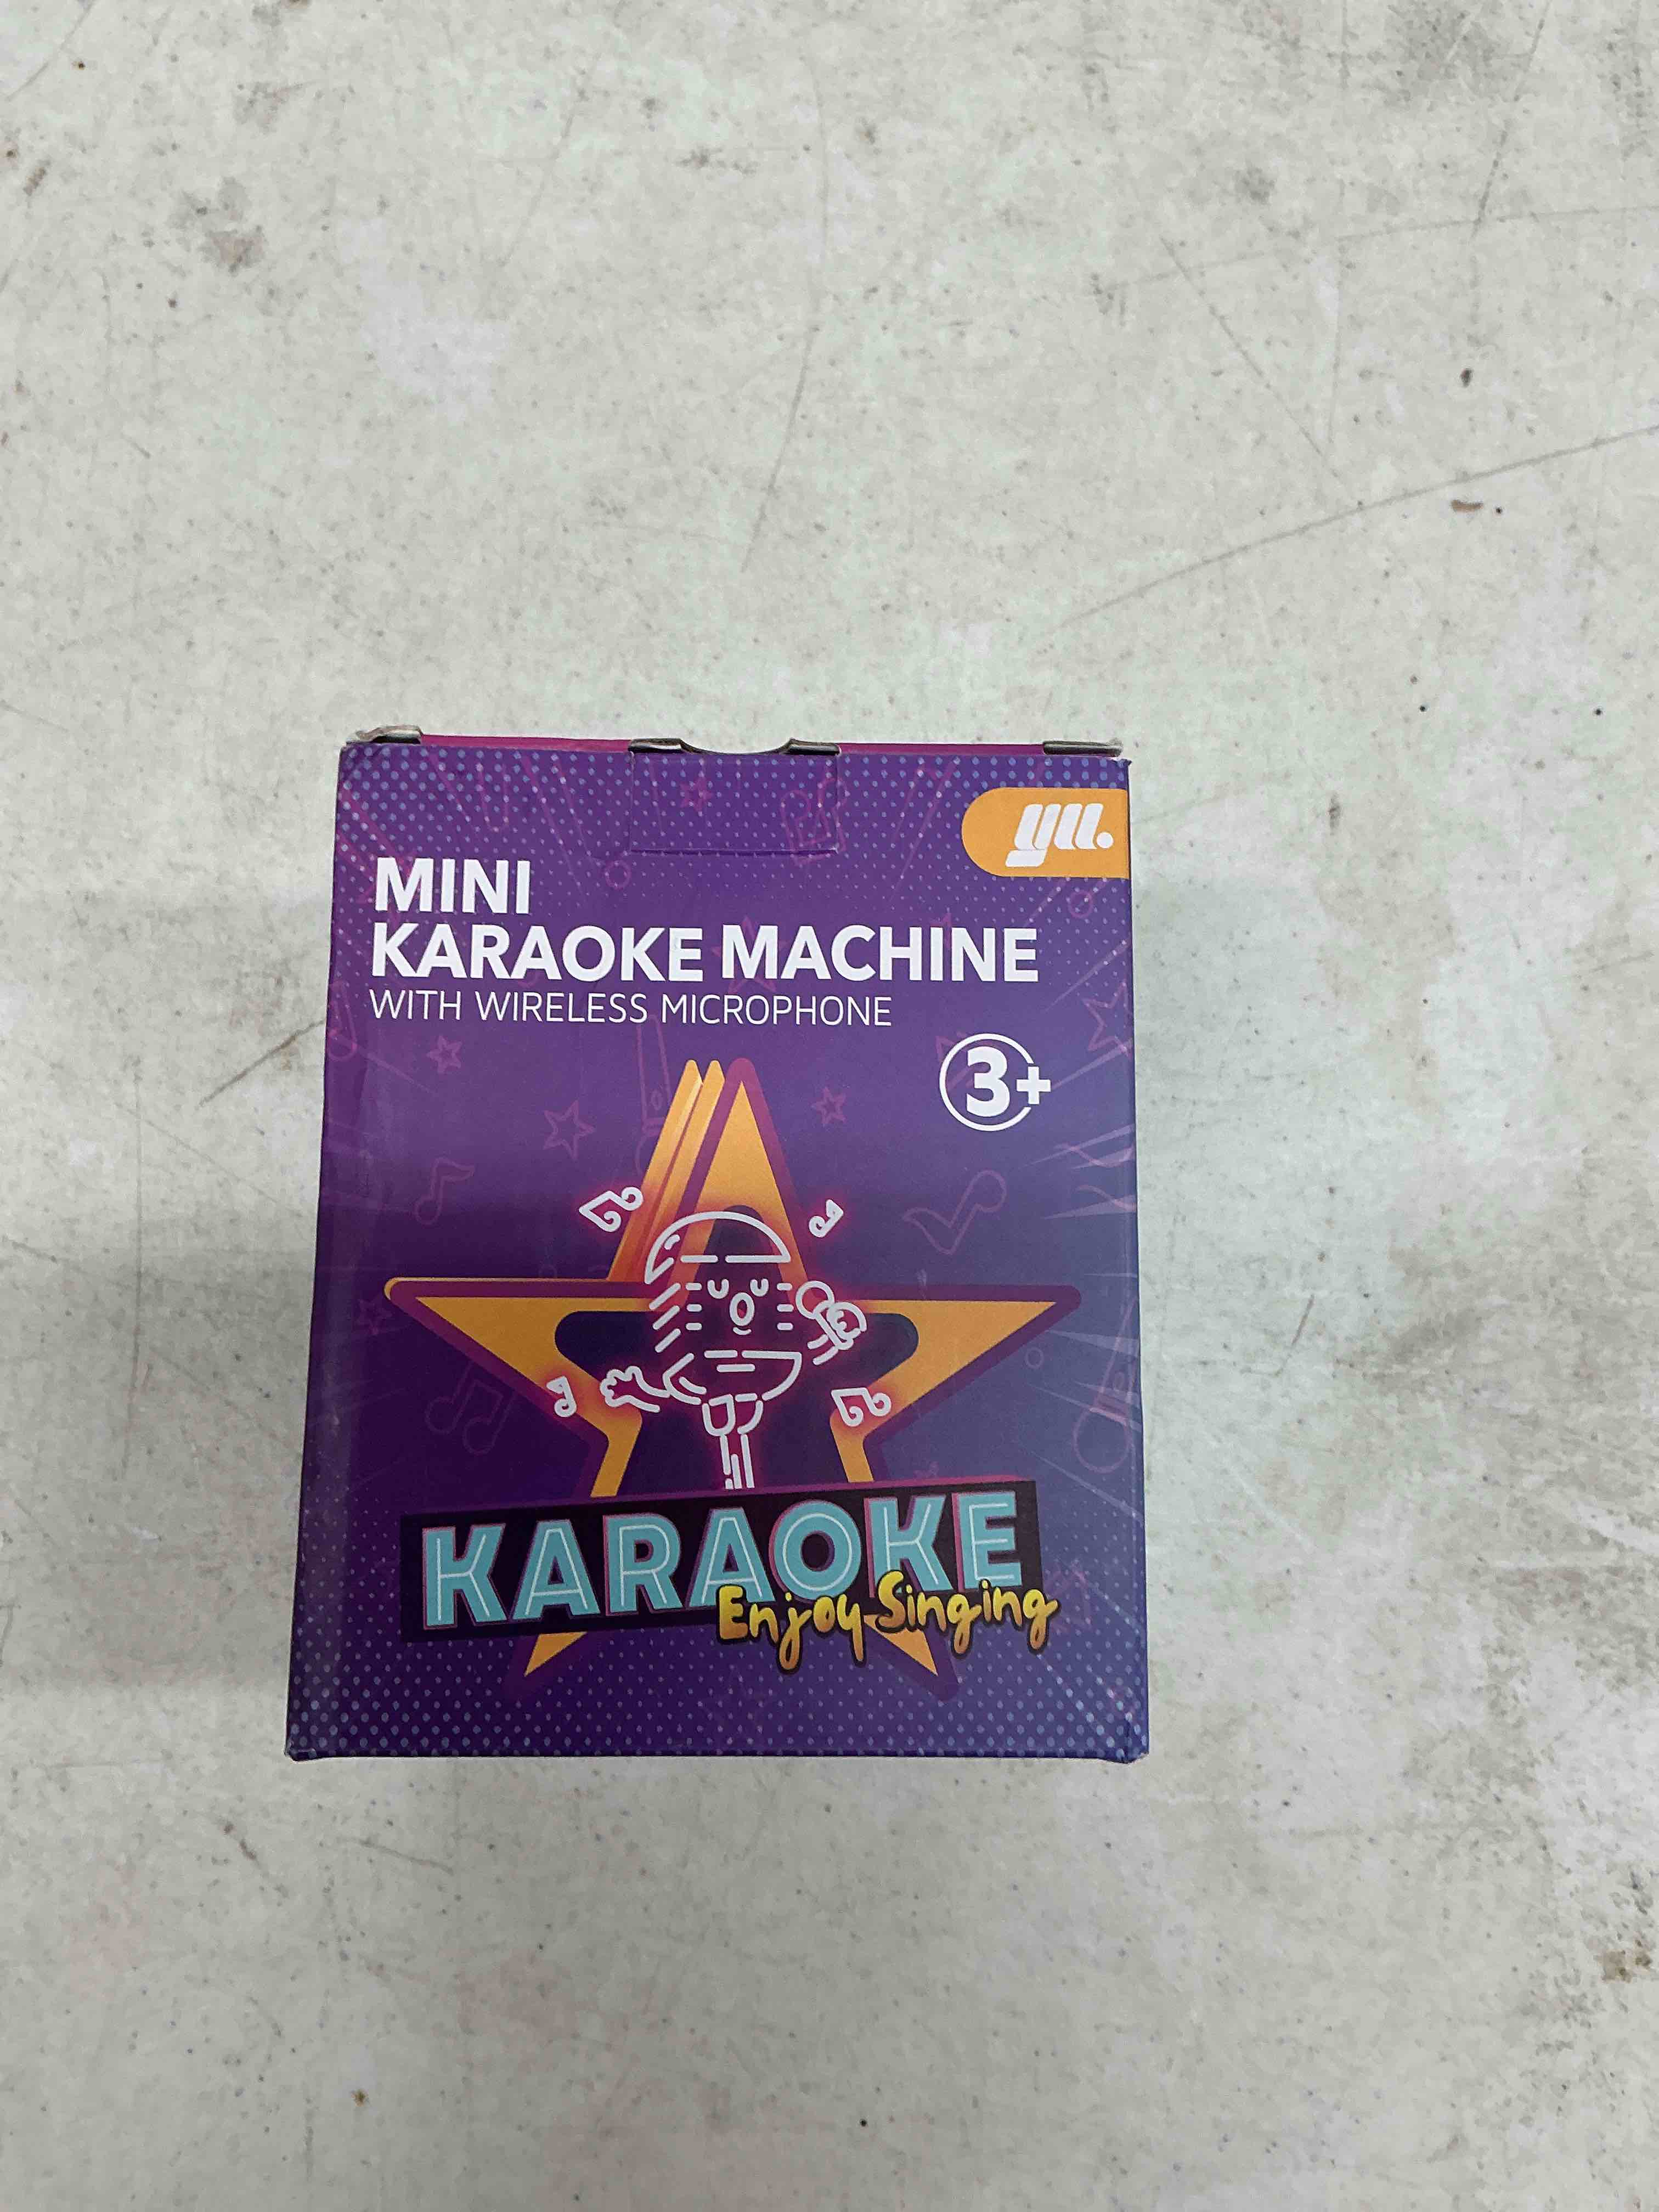 yu.
MINI
KARAOKE MACHINE
WITH WIRELESS MICROPHONE
3+
KARAOKE
Enjoy Singing